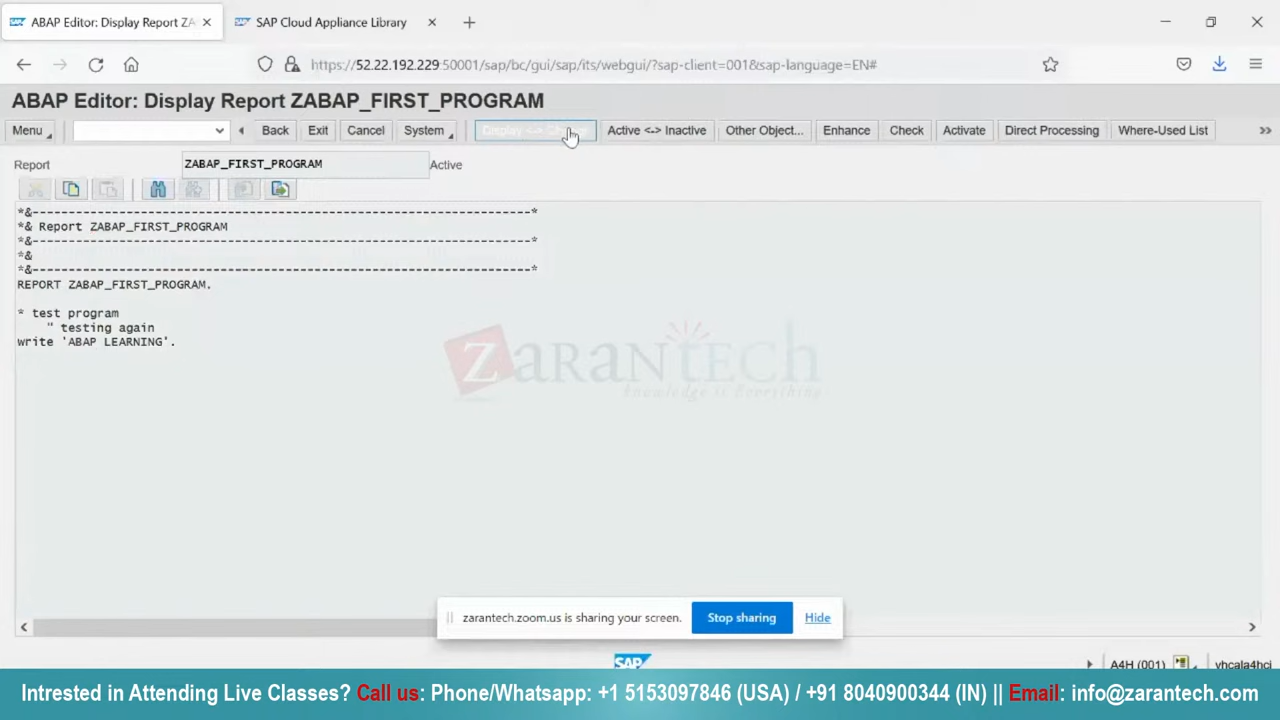 ABAP Editor: Display Report ZA
SAP Cloud Appliance Library
https://52.22.192.229:50001/sap/bc/gui/sap/its/webgui/?sap-client=001&sap-language=EN#
ABAP Editor: Display Report ZABAP_FIRST_PROGRAM
Menu Back Exit Cancel System Display <-> Change Active <-> Inactive Other Object... Enhance Check Activate Direct Processing Where-Used List
Report ZABAP_FIRST_PROGRAM Active
*&---------------------------------------------------------------------*
*& Report ZABAP_FIRST_PROGRAM
*&---------------------------------------------------------------------*
*&
*&---------------------------------------------------------------------*
REPORT ZABAP_FIRST_PROGRAM.
* test program
" testing again
write 'ABAP LEARNING'.
ZaranTech
knowledge is Everything
zarantech.zoom.us is sharing your screen. Stop sharing Hide
SAP A4H (001) vhcala4hci
Intrested in Attending Live Classes? Call us: Phone/Whatsapp: +1 5153097846 (USA) / +91 8040900344 (IN) || Email: info@zarantech.com